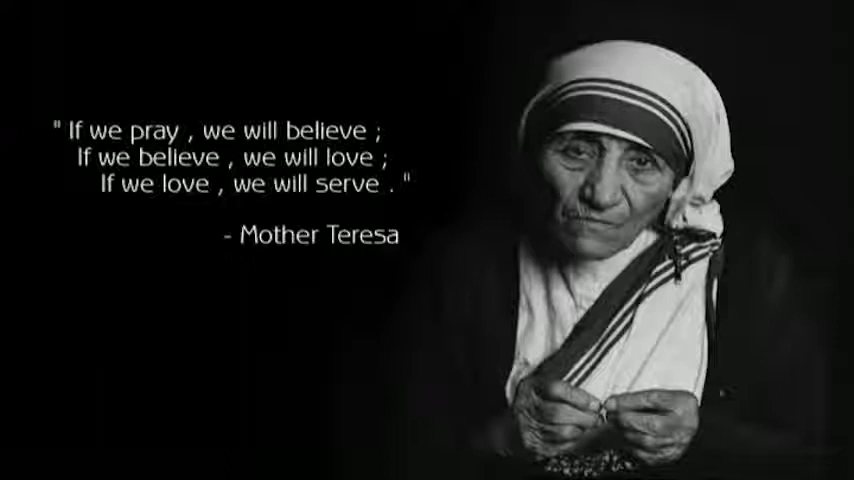 " If we pray , we will believe ;
If we believe , we will love ;
If we love , we will serve . "
- Mother Teresa